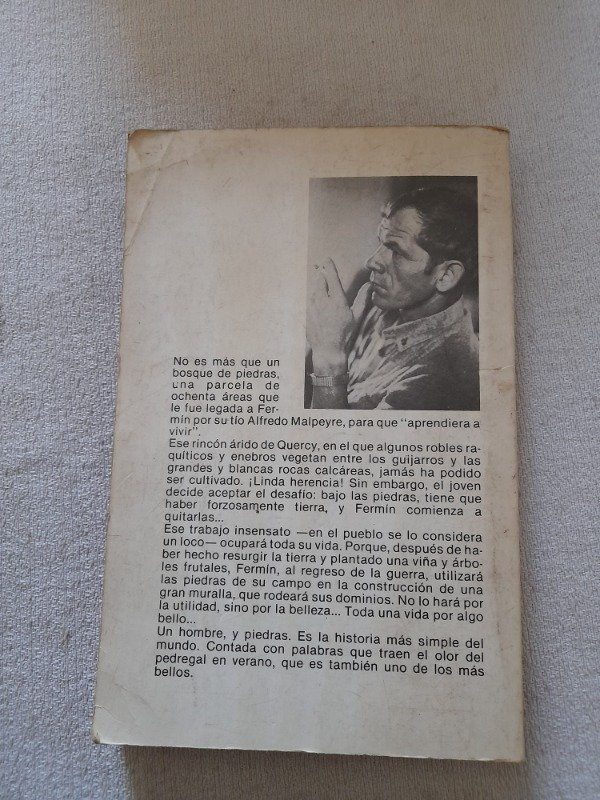 No es más que un
bosque de piedras,
una parcela de
ochenta áreas que
le fue legada a Fer-
mín por su tío Alfredo Malpeyre, para que "aprendiera a
vivir".
Ese rincón árido de Quercy, en el que algunos robles ra-
quíticos y enebros vegetan entre los guijarros y las
grandes y blancas rocas calcáreas, jamás ha podido
ser cultivado. ¡Linda herencia! Sin embargo, el joven
decide aceptar el desafío: bajo las piedras, tiene que
haber forzosamente tierra, y Fermín comienza a
quitarlas...
Ese trabajo insensato —en el pueblo se lo considera
un loco— ocupará toda su vida. Porque, después de ha-
ber hecho resurgir la tierra y plantado una viña y árbo-
les frutales, Fermín, al regreso de la guerra, utilizará
las piedras de su campo en la construcción de una
gran muralla, que rodeará sus dominios. No lo hará por
la utilidad, sino por la belleza... Toda una vida por algo
bello...
Un hombre, y piedras. Es la historia más simple del
mundo. Contada con palabras que traen el olor del
pedregal en verano, que es también uno de los más
bellos.